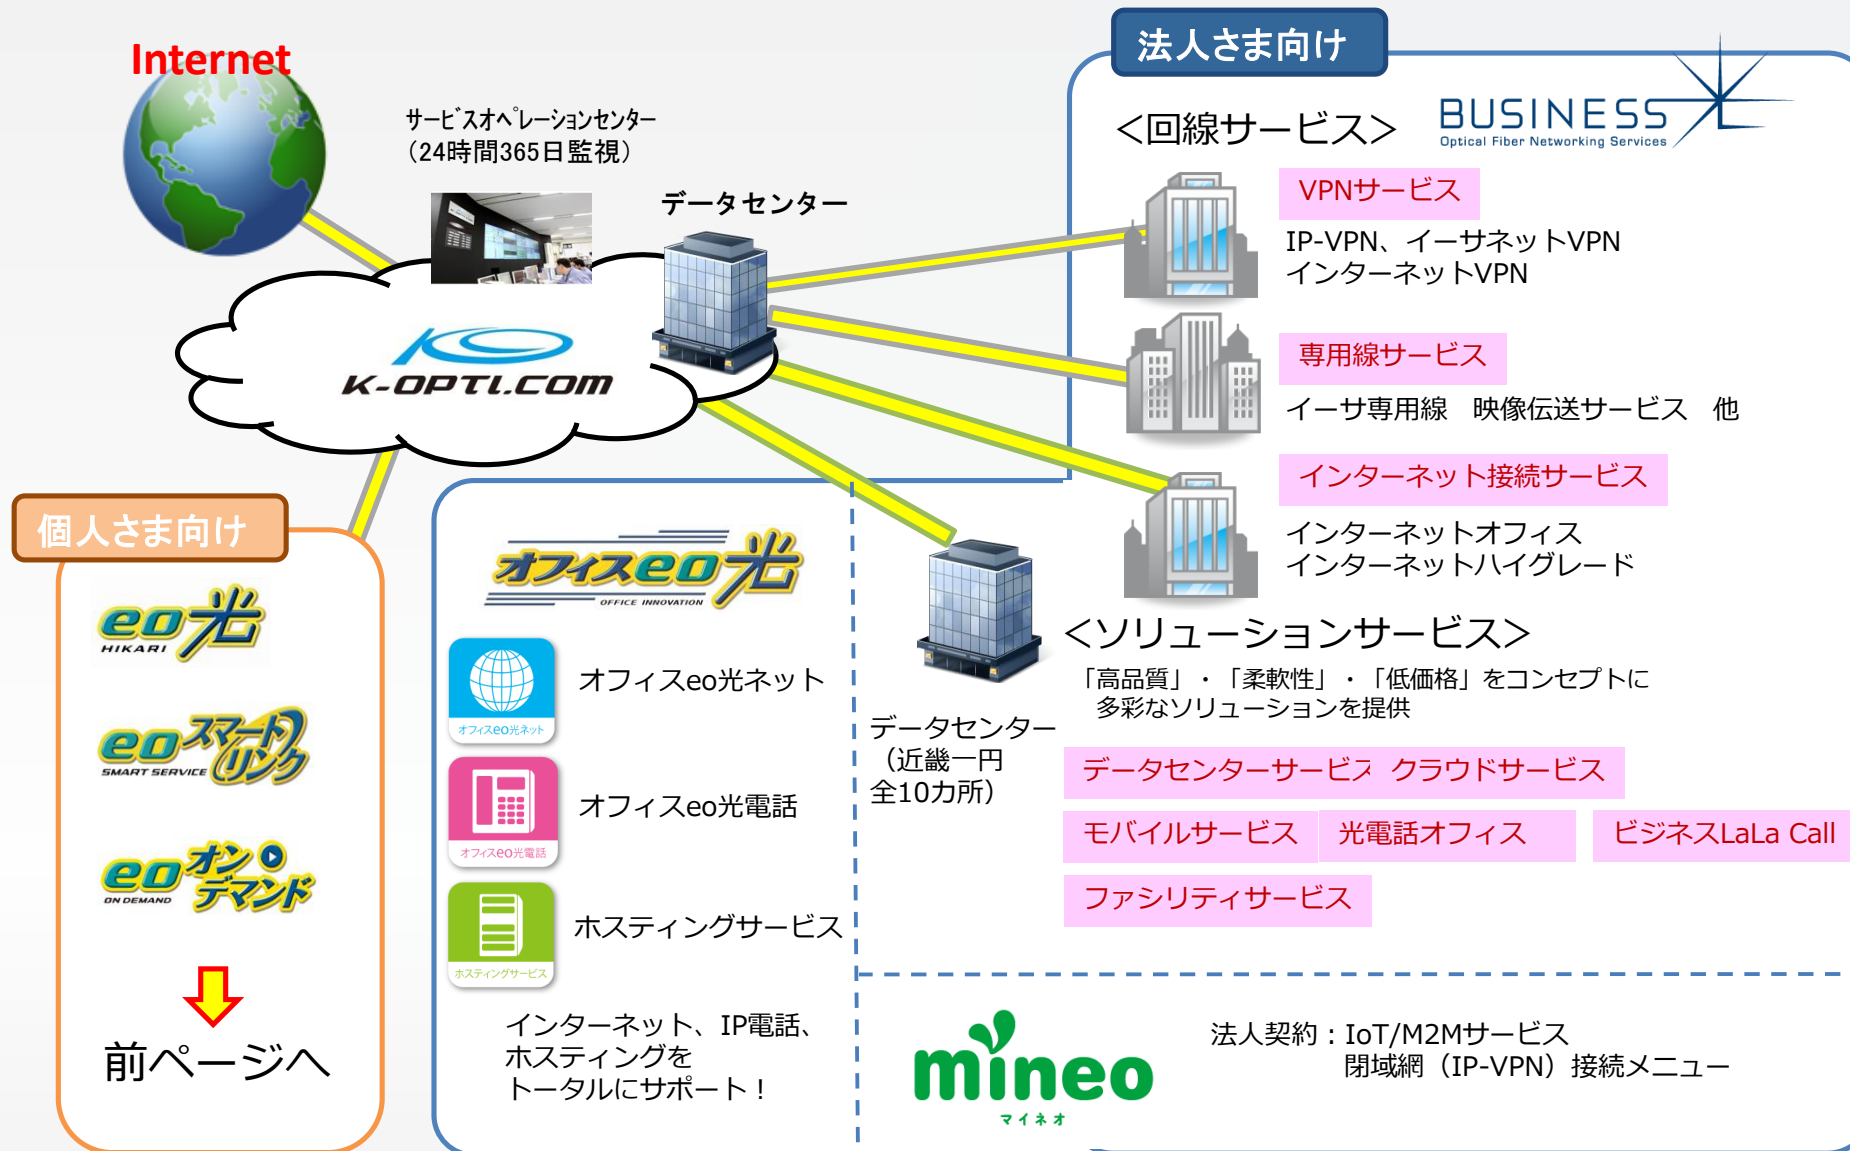 Internet
サービスオペレーションセンター
（24時間365日監視）
データセンター
K-OPTI.COM
法人さま向け
＜回線サービス＞
BUSINESS
Optical Fiber Networking Services
VPNサービス
IP-VPN、イーサネットVPN
インターネットVPN
専用線サービス
イーサ専用線　映像伝送サービス　他
インターネット接続サービス
インターネットオフィス
インターネットハイグレード
＜ソリューションサービス＞
「高品質」・「柔軟性」・「低価格」をコンセプトに
多彩なソリューションを提供
データセンターサービス クラウドサービス
モバイルサービス 光電話オフィス ビジネスLaLa Call
ファシリティサービス
データセンター
（近畿一円
全10カ所）
個人さま向け
eo光
HIKARI
eoスマートリンク
SMART SERVICE
eoオンデマンド
ON DEMAND
前ページへ
オフィスeo光
OFFICE INNOVATION
オフィスeo光ネット
オフィスeo光ネット
オフィスeo光電話
オフィスeo光電話
ホスティングサービス
ホスティングサービス
インターネット、IP電話、
ホスティングを
トータルにサポート！
mineo
マイネオ
法人契約：IoT/M2Mサービス
閉域網（IP-VPN）接続メニュー